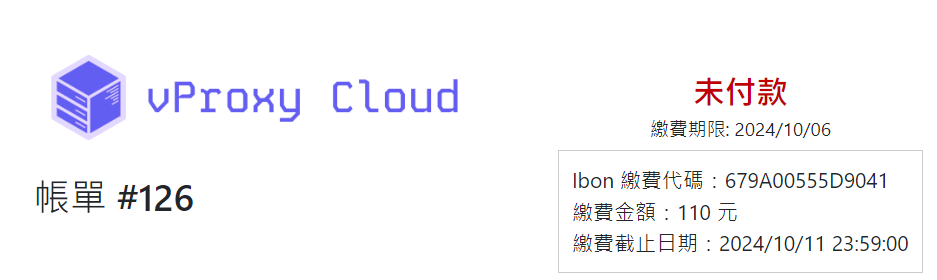 vProxy Cloud
帳單 #126
未付款
繳費期限: 2024/10/06
Ibon 繳費代碼：679A00555D9041
繳費金額：110 元
繳費截止日期：2024/10/11 23:59:00